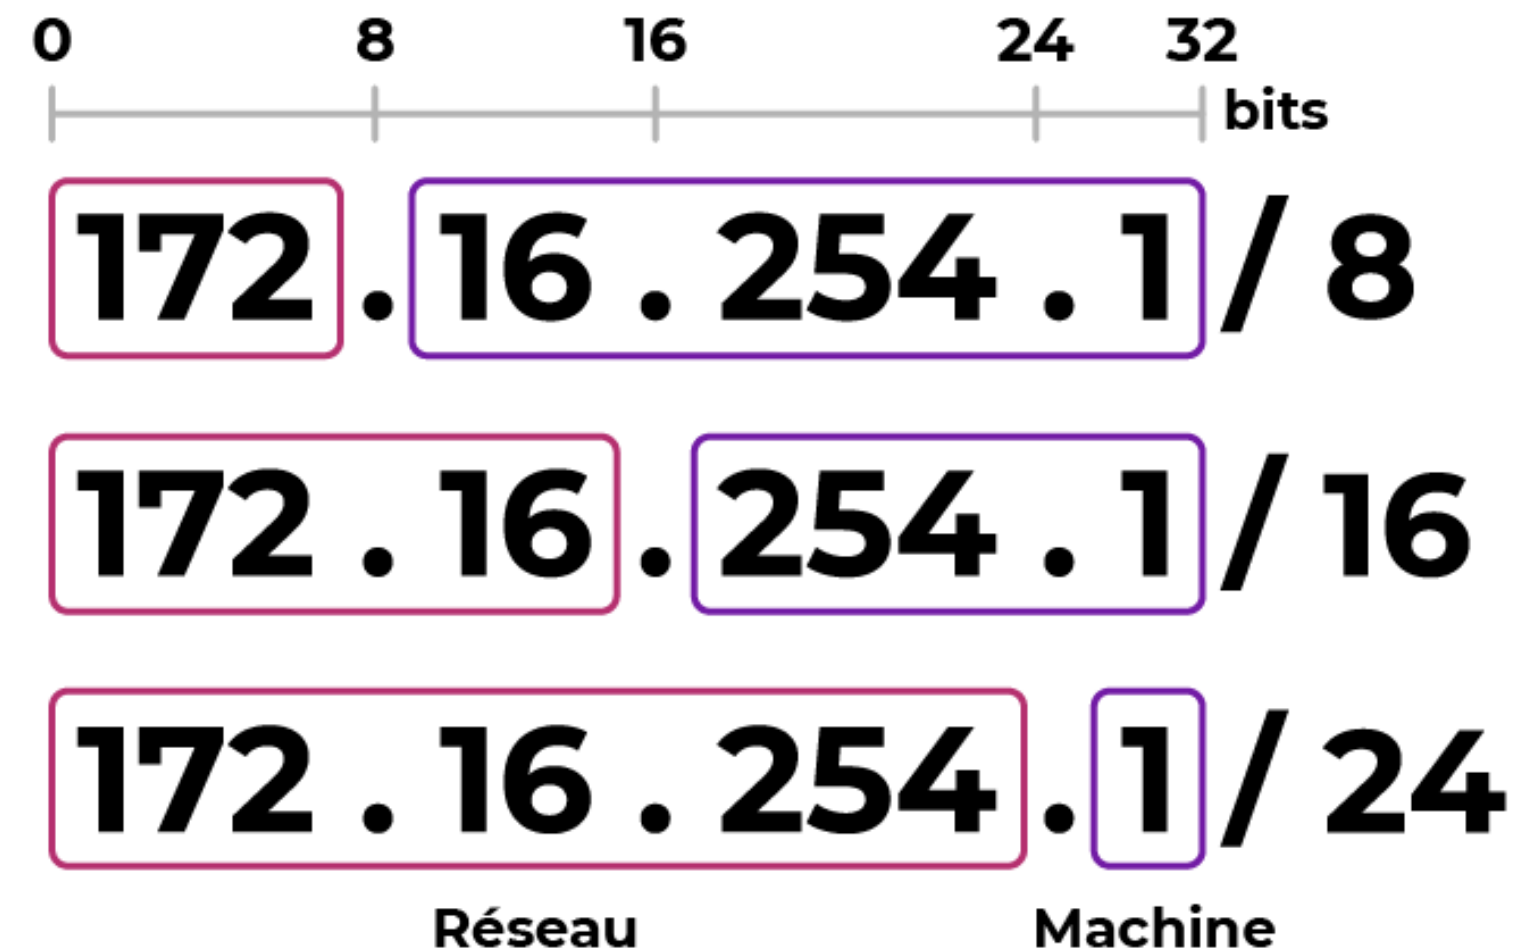 0 8 16 24 32
bits
172 . 16 . 254 . 1 / 8
172 . 16 . 254 . 1 / 16
172 . 16 . 254 . 1 / 24
Réseau Machine